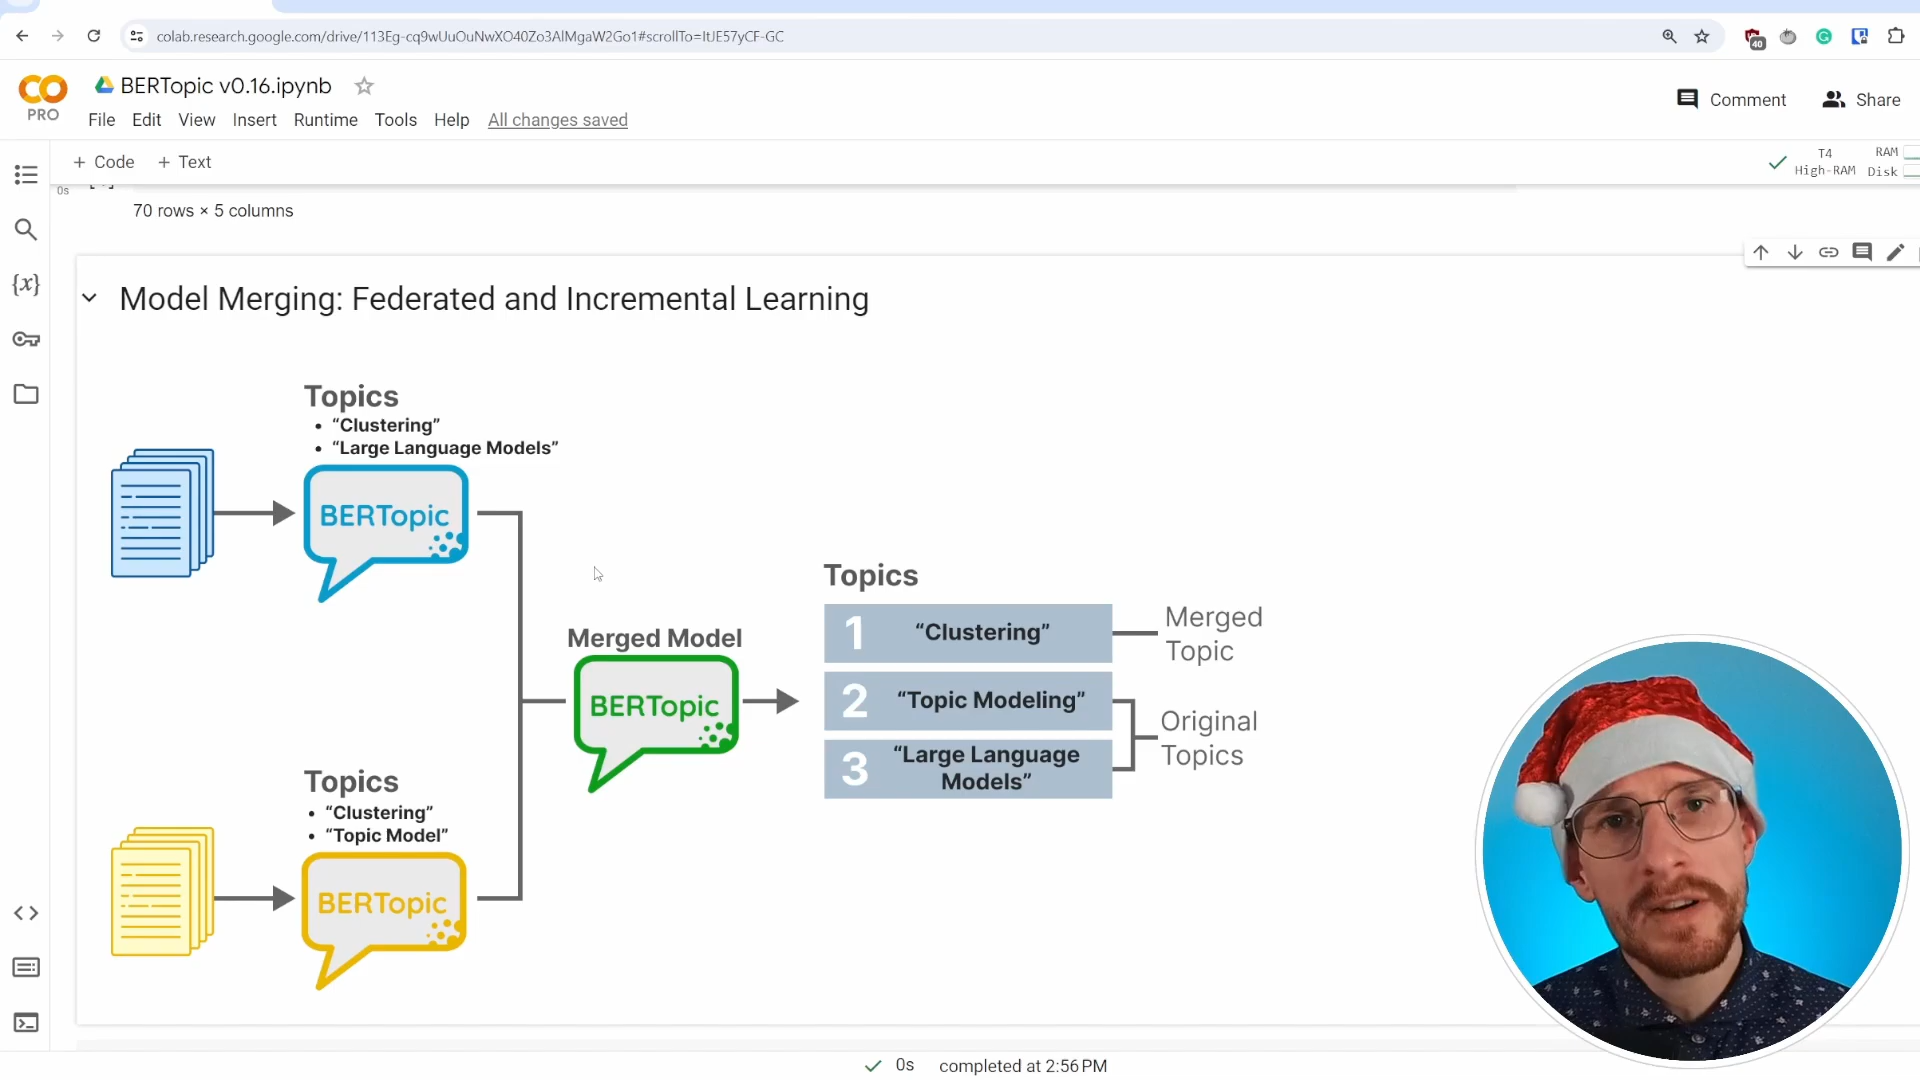 colab.research.google.com/drive/113Eg-cq9wUuOuNwXO40Zo3AlMgaW2Go1#scrollTo=ItJE57yCF-GC
40
PRO
BERTopic v0.16.ipynb
File Edit View Insert Runtime Tools Help All changes saved
Comment
Share
+ Code + Text
T4
High-RAM
RAM
Disk
0s
70 rows × 5 columns
{x}
Model Merging: Federated and Incremental Learning
Topics
• “Clustering”
• “Large Language Models”
BERTopic
Merged Model
BERTopic
Topics
1 “Clustering”
2 “Topic Modeling”
3 “Large Language
Models”
Merged
Topic
Original
Topics
Topics
• “Clustering”
• “Topic Model”
BERTopic
0s completed at 2:56 PM